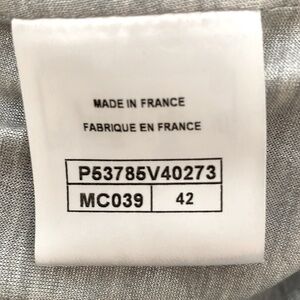 MADE IN FRANCE
FABRIQUE EN FRANCE
P53785V40273
MC039 42